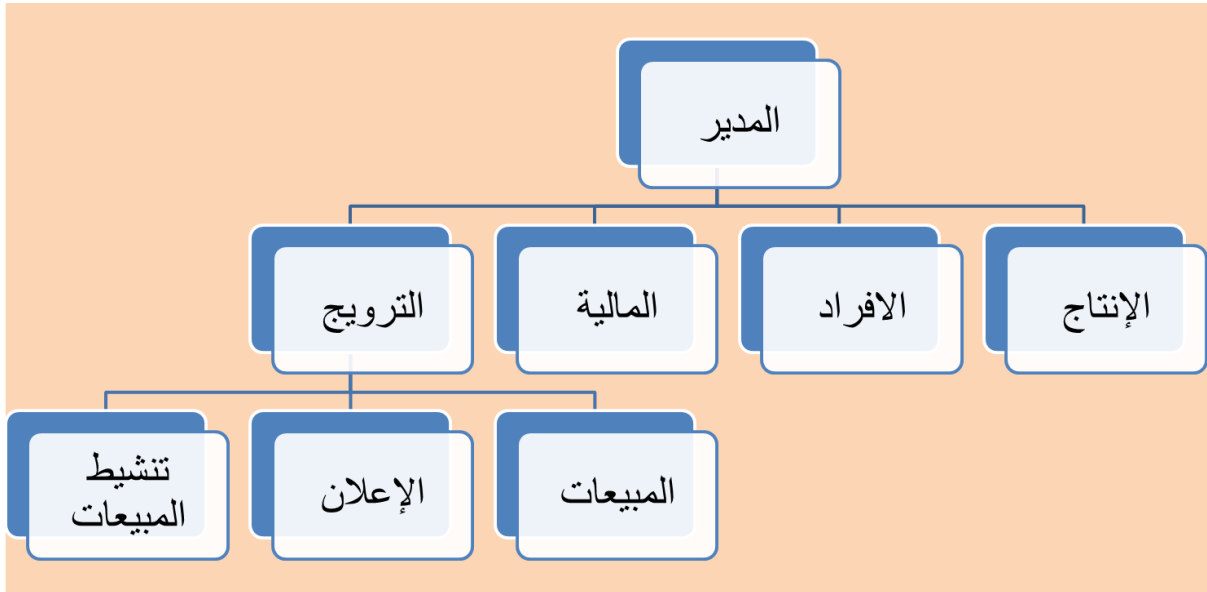 المدير
الإنتاج
الافراد
المالية
الترويج
المبيعات
الإعلان
تنشيط
المبيعات